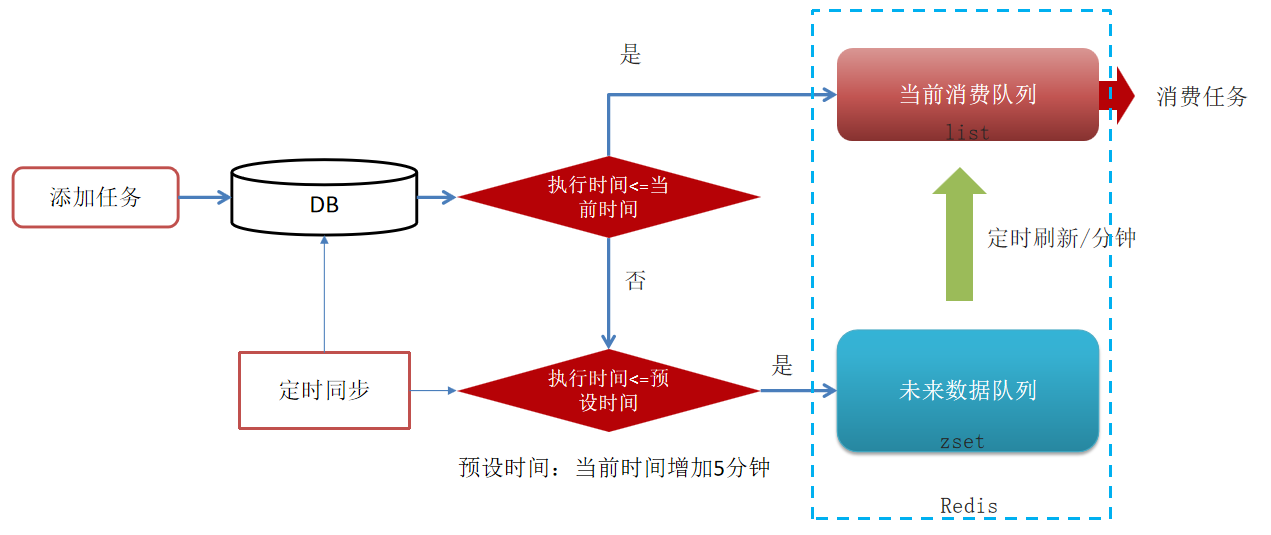 是
当前消费队列
list
消费任务
添加任务
DB
执行时间<=当
前时间
定时刷新/分钟
否
定时同步
执行时间<=预
设时间
是
未来数据队列
zset
预设时间：当前时间增加5分钟
Redis